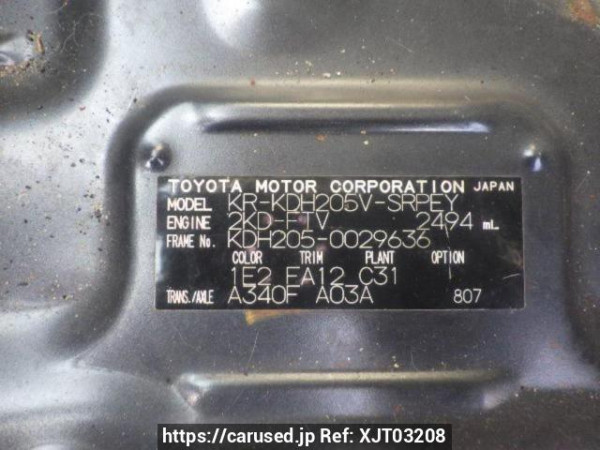 TOYOTA MOTOR CORPORATION JAPAN
MODEL KR-KDH205V-SRPEY
ENGINE 2KD-FTV 2494 mL
FRAME No. KDH205-0029636
COLOR TRIM PLANT OPTION
1E2 FA12 C31
TRANS./AXLE A340F A03A 807
https://carused.jp Ref: XJT03208